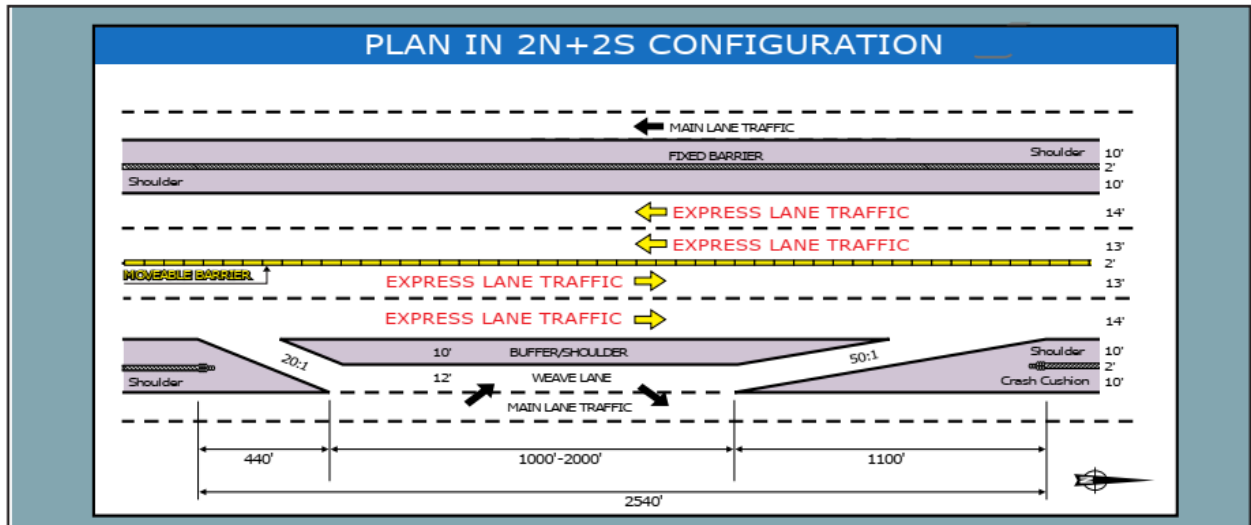 PLAN IN 2N+2S CONFIGURATION
MAIN LANE TRAFFIC
FIXED BARRIER
Shoulder
10'
2'
Shoulder
10'
EXPRESS LANE TRAFFIC
14'
EXPRESS LANE TRAFFIC
13'
2'
MOVEABLE BARRIER
EXPRESS LANE TRAFFIC
13'
EXPRESS LANE TRAFFIC
14'
20:1
10'
BUFFER/SHOULDER
50:1
Shoulder
10'
2'
Shoulder
12'
WEAVE LANE
Crash Cushion
10'
MAIN LANE TRAFFIC
440'
1000'-2000'
1100'
2540'